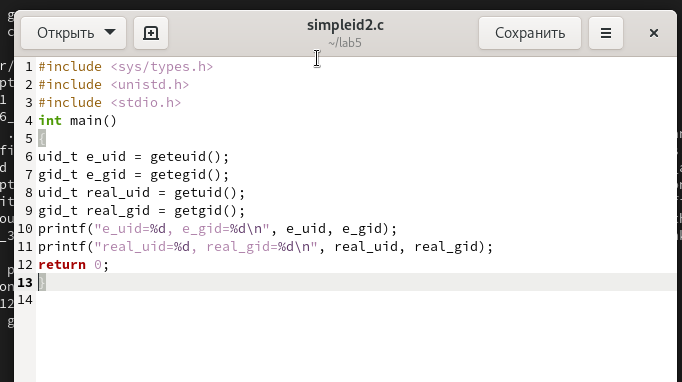 Открыть
simpleid2.c
~/lab5
Сохранить
1 #include <sys/types.h>
2 #include <unistd.h>
3 #include <stdio.h>
4 int main()
5 {
6 uid_t e_uid = geteuid();
7 gid_t e_gid = getegid();
8 uid_t real_uid = getuid();
9 gid_t real_gid = getgid();
10 printf("e_uid=%d, e_gid=%d\n", e_uid, e_gid);
11 printf("real_uid=%d, real_gid=%d\n", real_uid, real_gid);
12 return 0;
13 }
14